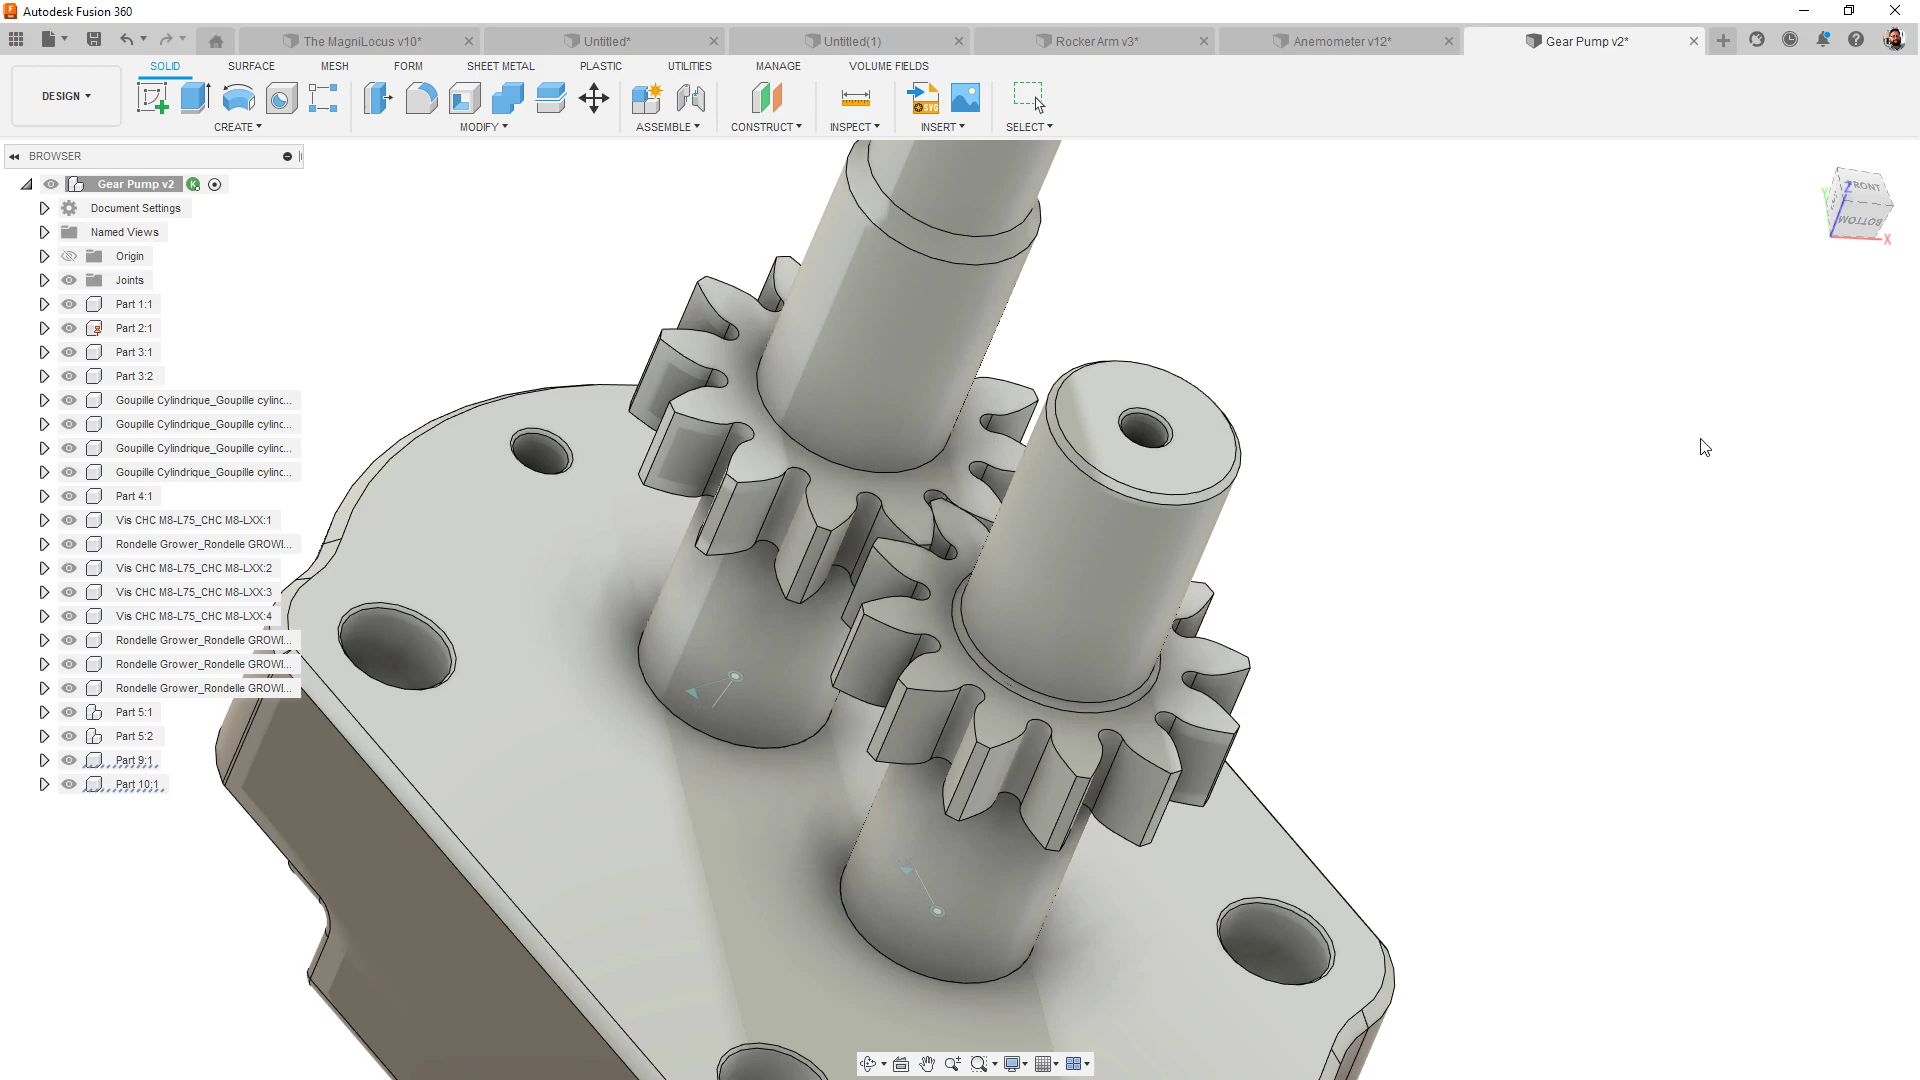 Autodesk Fusion 360
The MagniLocus v10*
Untitled*
Untitled(1)
Rocker Arm v3*
Anemometer v12*
Gear Pump v2*
SOLID
SURFACE
MESH
FORM
SHEET METAL
PLASTIC
UTILITIES
MANAGE
VOLUME FIELDS
DESIGN
SVG
CREATE
MODIFY
ASSEMBLE
CONSTRUCT
INSPECT
INSERT
SELECT
BROWSER
Gear Pump v2
Document Settings
Named Views
Origin
Joints
Part 1:1
Part 2:1
Part 3:1
Part 3:2
Goupille Cylindrique_Goupille cylinc...
Goupille Cylindrique_Goupille cylinc...
Goupille Cylindrique_Goupille cylinc...
Goupille Cylindrique_Goupille cylinc...
Part 4:1
Vis CHC M8-L75_CHC M8-LXX:1
Rondelle Grower_Rondelle GROWI...
Vis CHC M8-L75_CHC M8-LXX:2
Vis CHC M8-L75_CHC M8-LXX:3
Vis CHC M8-L75_CHC M8-LXX:4
Rondelle Grower_Rondelle GROWI...
Rondelle Grower_Rondelle GROWI...
Rondelle Grower_Rondelle GROWI...
Part 5:1
Part 5:2
Part 9:1
Part 10:1
FRONT
BOTTOM
Y
Z
X